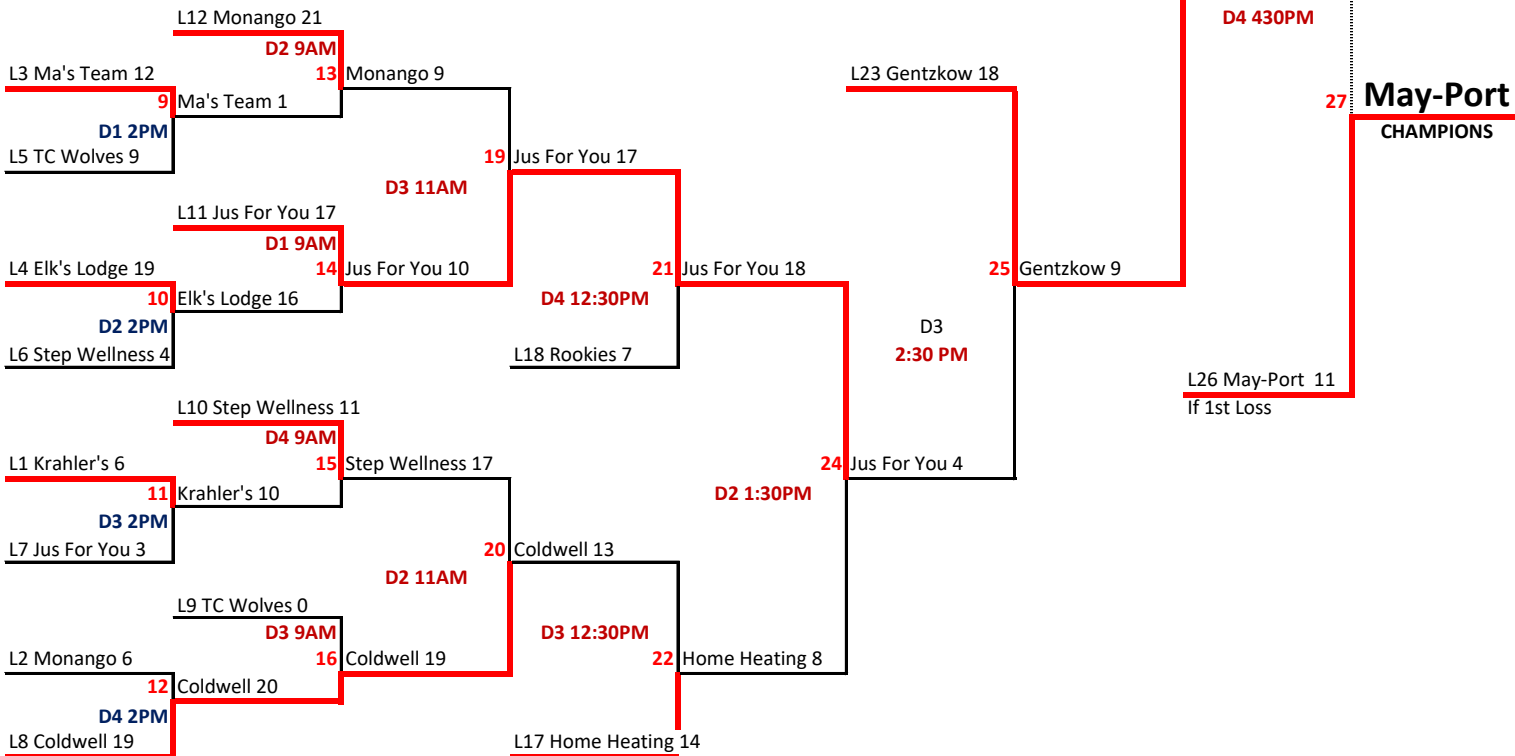 L12 Monango 21
D4 430PM
D2 9AM
L3 Ma's Team 12
13 Monango 9
L23 Gentzkow 18
9 Ma's Team 1
27 May-Port
D1 2PM
CHAMPIONS
L5 TC Wolves 9
19 Jus For You 17
D3 11AM
L11 Jus For You 17
D1 9AM
L4 Elk's Lodge 19
14 Jus For You 10
21 Jus For You 18
25 Gentzkow 9
10 Elk's Lodge 16
D4 12:30PM
D2 2PM
D3
L6 Step Wellness 4
L18 Rookies 7
2:30 PM
L26 May-Port 11
L10 Step Wellness 11
If 1st Loss
D4 9AM
L1 Krahler's 6
15 Step Wellness 17
24 Jus For You 4
11 Krahler's 10
D2 1:30PM
D3 2PM
L7 Jus For You 3
20 Coldwell 13
D2 11AM
L9 TC Wolves 0
D3 9AM
D3 12:30PM
L2 Monango 6
16 Coldwell 19
22 Home Heating 8
12 Coldwell 20
D4 2PM
L8 Coldwell 19
L17 Home Heating 14